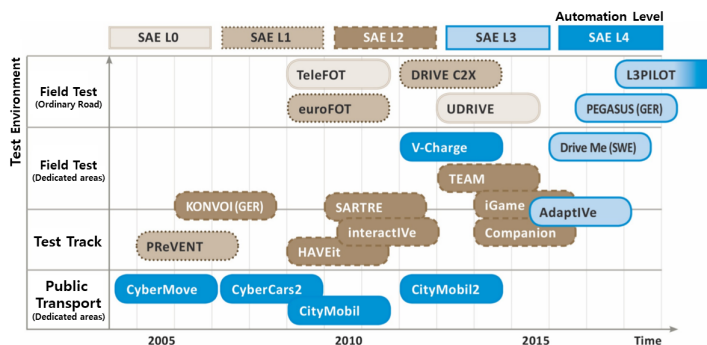 Automation Level
SAE L0
SAE L1
SAE L2
SAE L3
SAE L4
Test Environment
Field Test
(Ordinary Road)
TeleFOT
DRIVE C2X
L3PILOT
euroFOT
UDRIVE
PEGASUS (GER)
Field Test
(Dedicated areas)
V-Charge
Drive Me (SWE)
TEAM
KONVOI (GER)
SARTRE
iGame
AdaptIVe
Test Track
PReVENT
interactIVe
Companion
HAVEit
Public
Transport
(Dedicated areas)
CyberMove
CyberCars2
CityMobil2
CityMobil
2005
2010
2015
Time